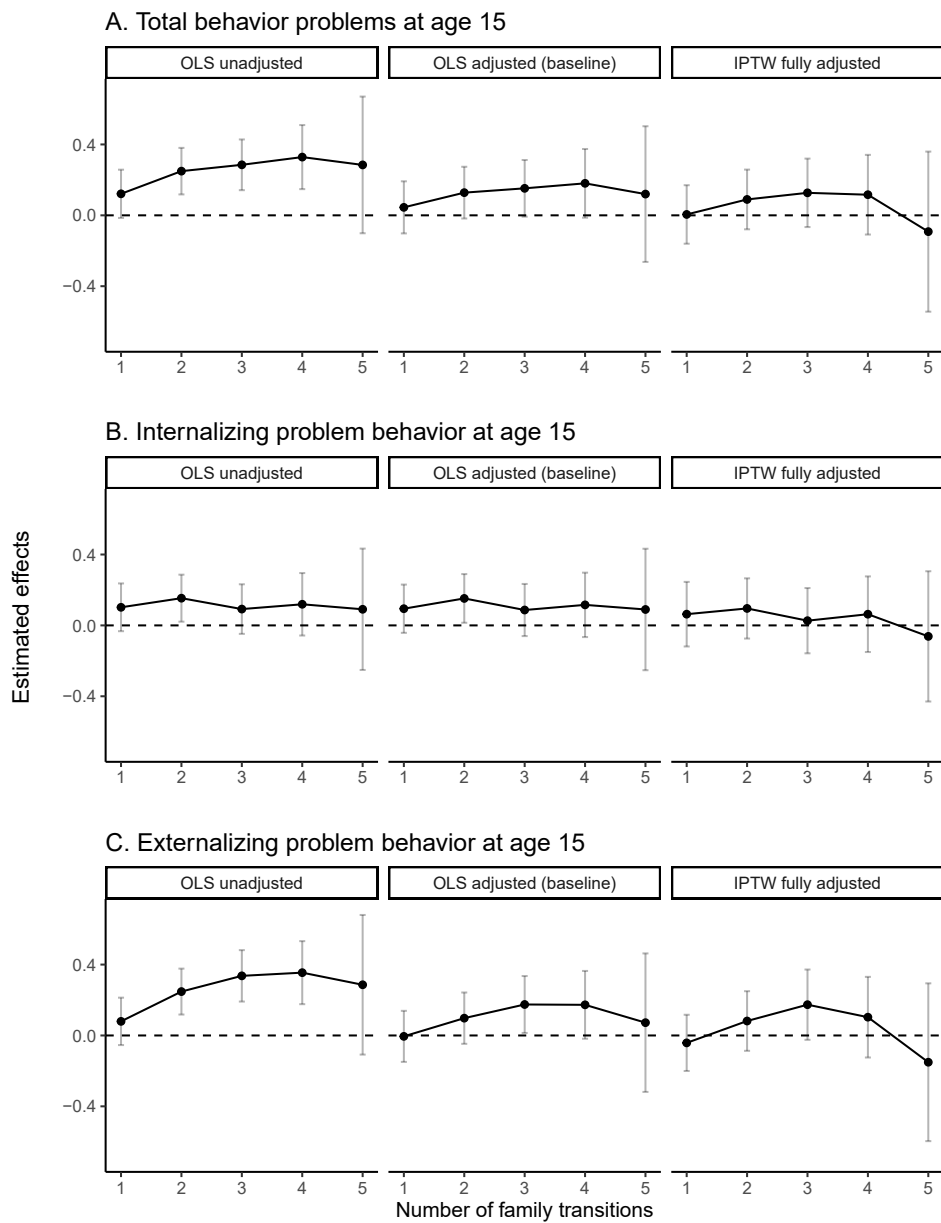 A. Total behavior problems at age 15
OLS unadjusted
OLS adjusted (baseline)
IPTW fully adjusted
0.4
0.0
−0.4
1 2 3 4 5
1 2 3 4 5
1 2 3 4 5
B. Internalizing problem behavior at age 15
OLS unadjusted
OLS adjusted (baseline)
IPTW fully adjusted
Estimated effects
0.4
0.0
−0.4
1 2 3 4 5
1 2 3 4 5
1 2 3 4 5
C. Externalizing problem behavior at age 15
OLS unadjusted
OLS adjusted (baseline)
IPTW fully adjusted
0.4
0.0
−0.4
1 2 3 4 5
1 2 3 4 5
1 2 3 4 5
Number of family transitions